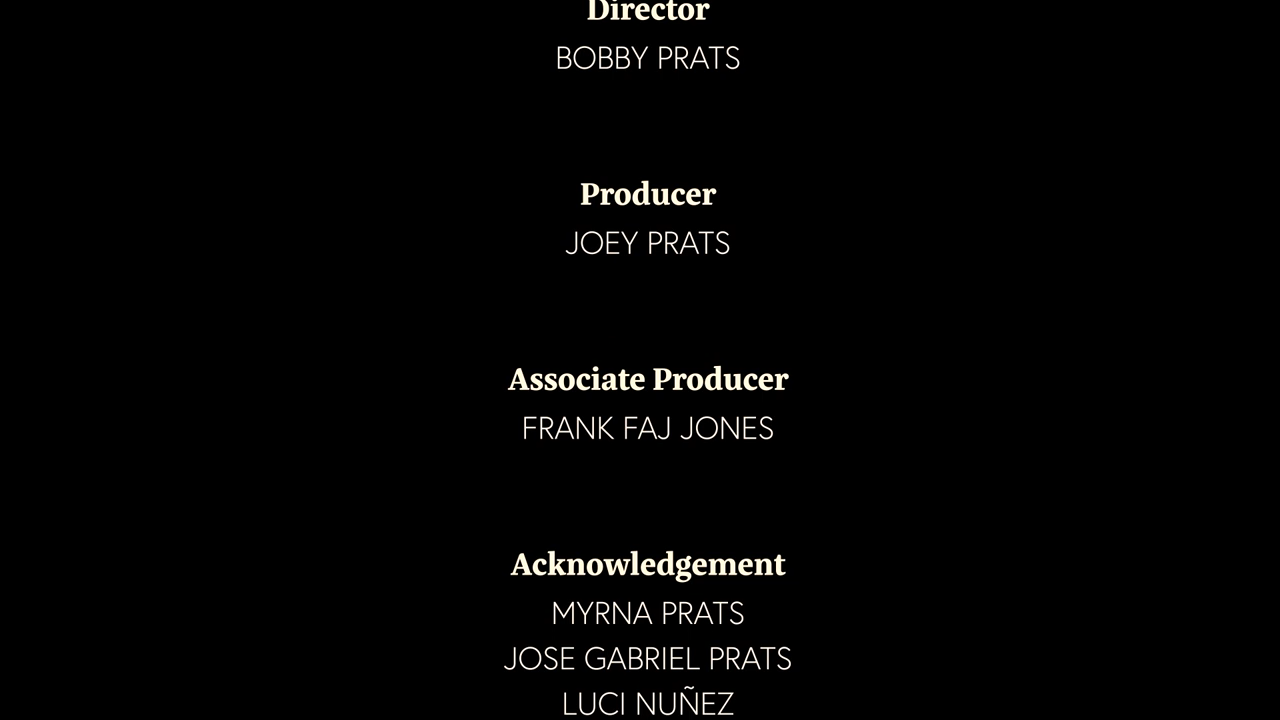 Director
BOBBY PRATS
Producer
JOEY PRATS
Associate Producer
FRANK FAJ JONES
Acknowledgement
MYRNA PRATS
JOSE GABRIEL PRATS
LUCI NUÑEZ